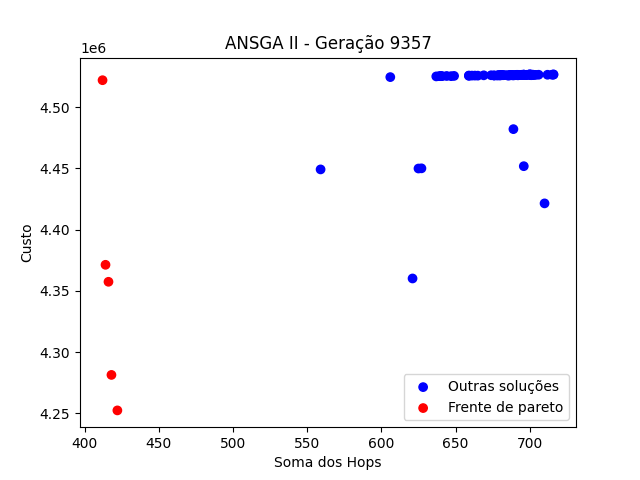 ANSGA II - Geração 9357
1e6
4.50
4.45
4.40
4.35
4.30
4.25
Custo
400 450 500 550 600 650 700
Soma dos Hops
Outras soluções
Frente de pareto